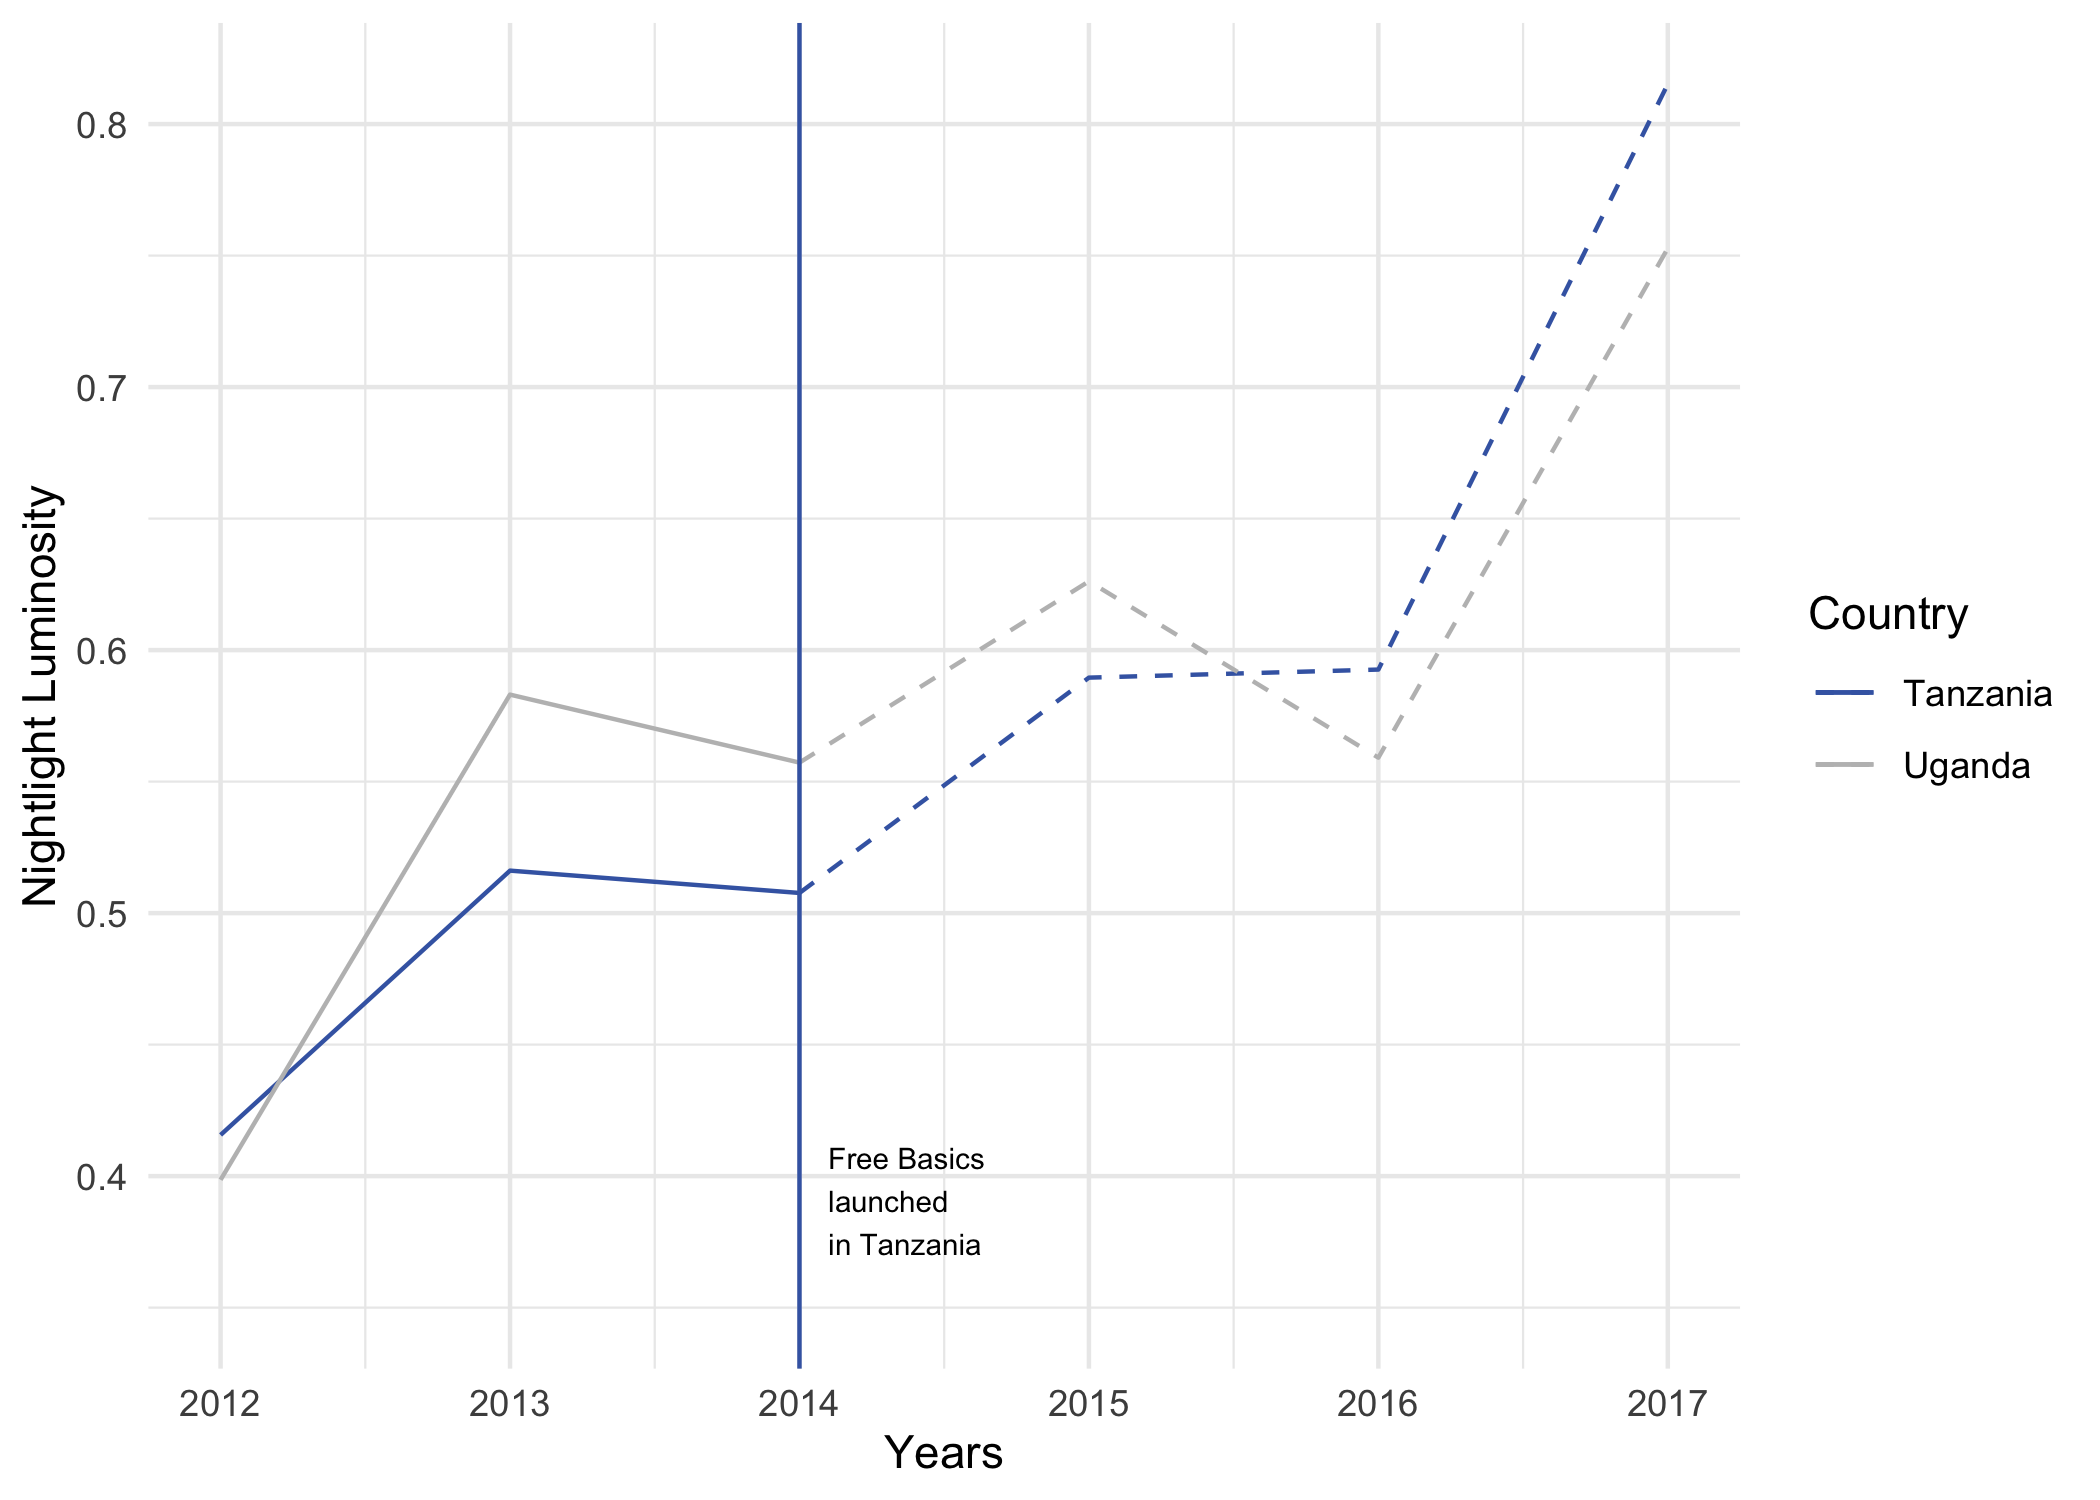 0.8
0.7
0.6
0.5
0.4
Nightlight Luminosity
Free Basics
launched
in Tanzania
2012 2013 2014 2015 2016 2017
Years
Country
Tanzania
Uganda